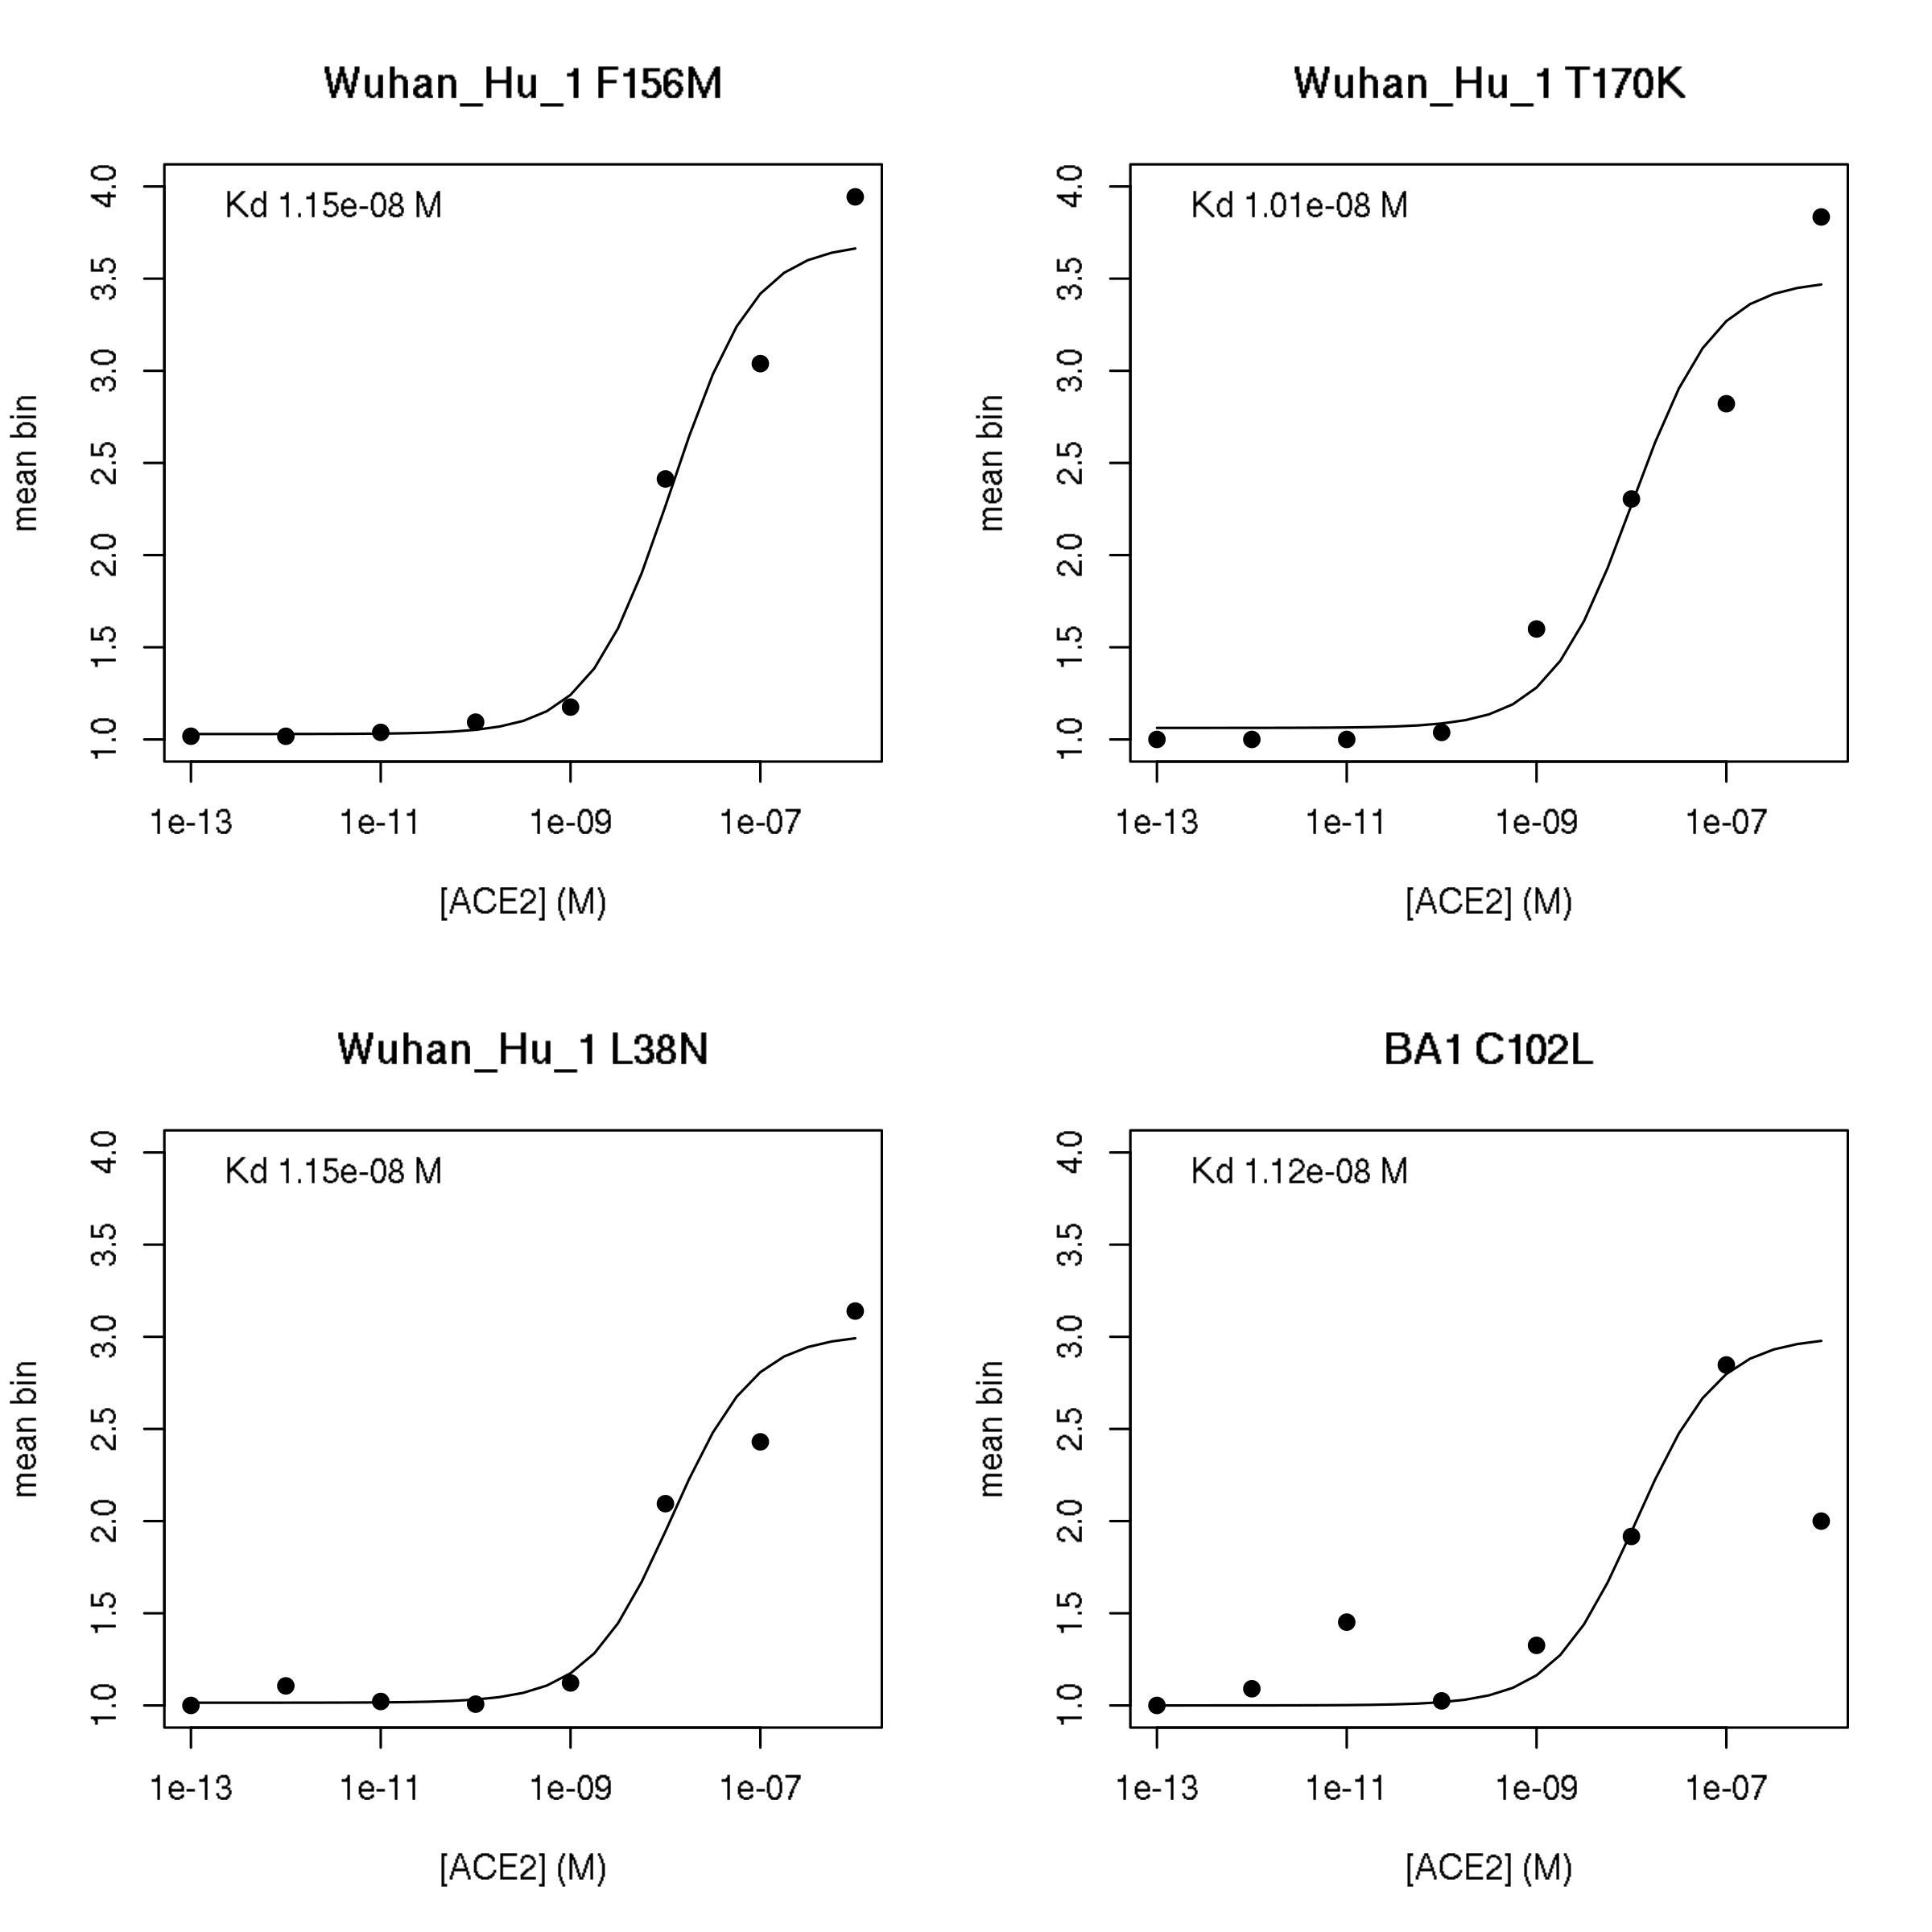 Wuhan_Hu_1 F156M
Kd 1.15e-08 M
mean bin
4.0
3.5
3.0
2.5
2.0
1.5
1.0
1e-13 1e-11 1e-09 1e-07
[ACE2] (M)
Wuhan_Hu_1 T170K
Kd 1.01e-08 M
mean bin
4.0
3.5
3.0
2.5
2.0
1.5
1.0
1e-13 1e-11 1e-09 1e-07
[ACE2] (M)
Wuhan_Hu_1 L38N
Kd 1.15e-08 M
mean bin
4.0
3.5
3.0
2.5
2.0
1.5
1.0
1e-13 1e-11 1e-09 1e-07
[ACE2] (M)
BA1 C102L
Kd 1.12e-08 M
mean bin
4.0
3.5
3.0
2.5
2.0
1.5
1.0
1e-13 1e-11 1e-09 1e-07
[ACE2] (M)